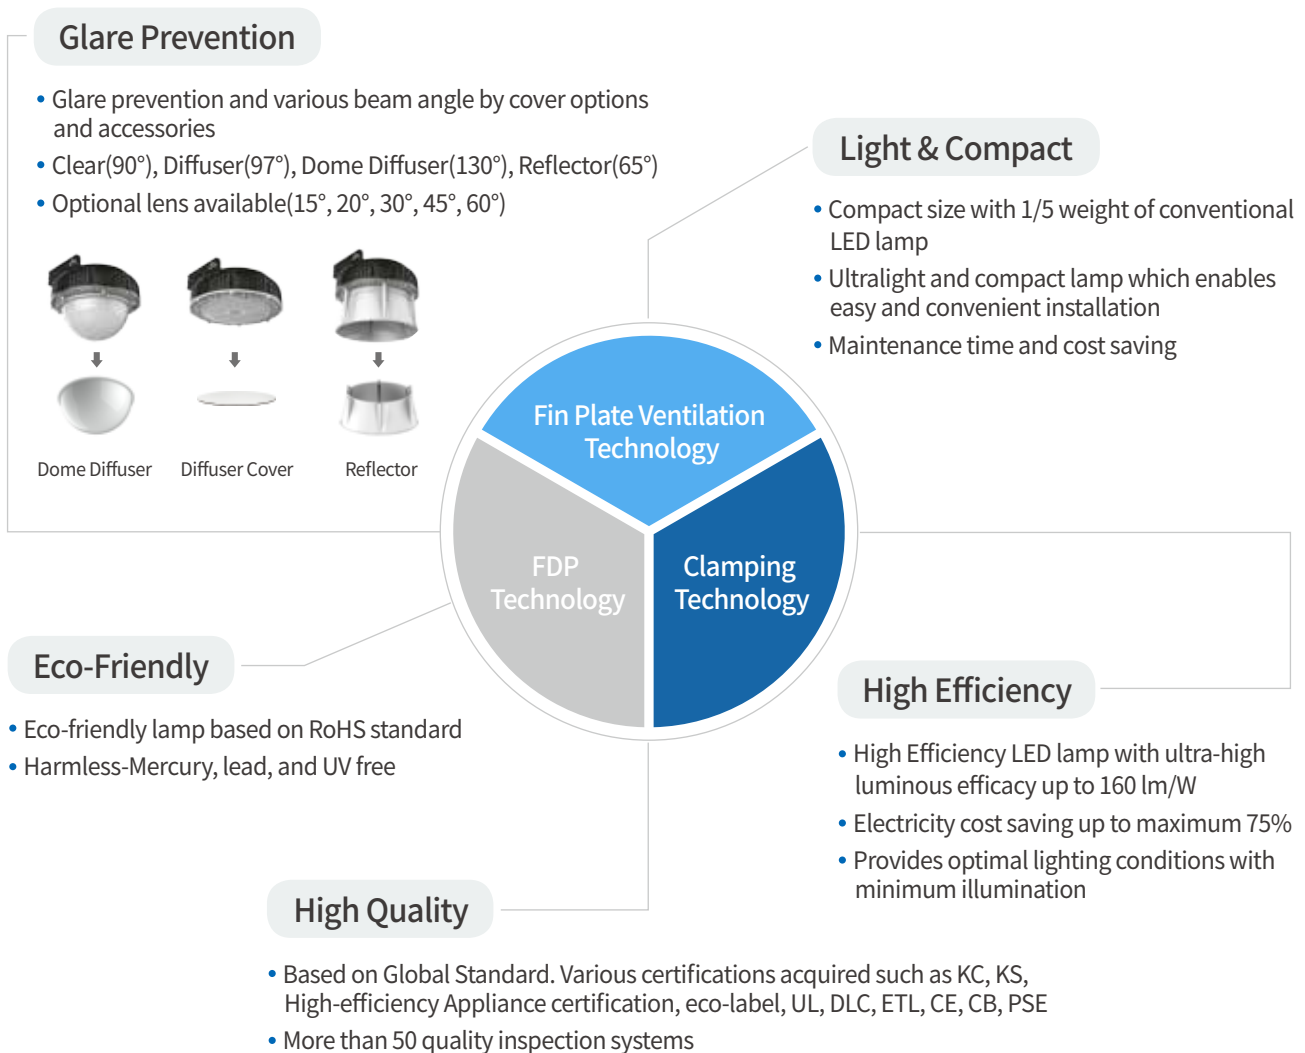 Glare Prevention
• Glare prevention and various beam angle by cover options
and accessories
• Clear(90°), Diffuser(97°), Dome Diffuser(130°), Reflector(65°)
• Optional lens available(15°, 20°, 30°, 45°, 60°)
Dome Diffuser
Diffuser Cover
Reflector
Light & Compact
• Compact size with 1/5 weight of conventional
LED lamp
• Ultralight and compact lamp which enables
easy and convenient installation
• Maintenance time and cost saving
Fin Plate Ventilation
Technology
FDP
Technology
Clamping
Technology
Eco-Friendly
• Eco-friendly lamp based on RoHS standard
• Harmless-Mercury, lead, and UV free
High Efficiency
• High Efficiency LED lamp with ultra-high
luminous efficacy up to 160 lm/W
• Electricity cost saving up to maximum 75%
• Provides optimal lighting conditions with
minimum illumination
High Quality
• Based on Global Standard. Various certifications acquired such as KC, KS,
High-efficiency Appliance certification, eco-label, UL, DLC, ETL, CE, CB, PSE
• More than 50 quality inspection systems